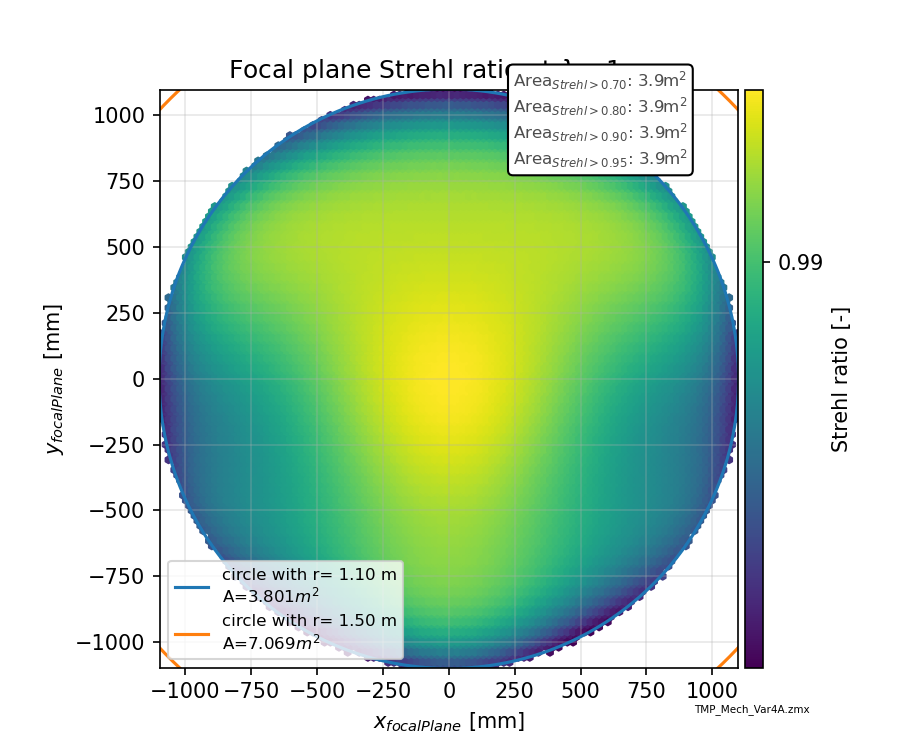 Focal plane Strehl ratio
Area_Strehl>0.70: 3.9m²
Area_Strehl>0.80: 3.9m²
Area_Strehl>0.90: 3.9m²
Area_Strehl>0.95: 3.9m²
1000
750
500
250
0
−250
−500
−750
−1000
y_focalPlane [mm]
0.99
Strehl ratio [-]
circle with r= 1.10 m
A=3.801m²
circle with r= 1.50 m
A=7.069m²
−1000 −750 −500 −250 0 250 500 750 1000
x_focalPlane [mm]
TMP_Mech_Var4A.zmx